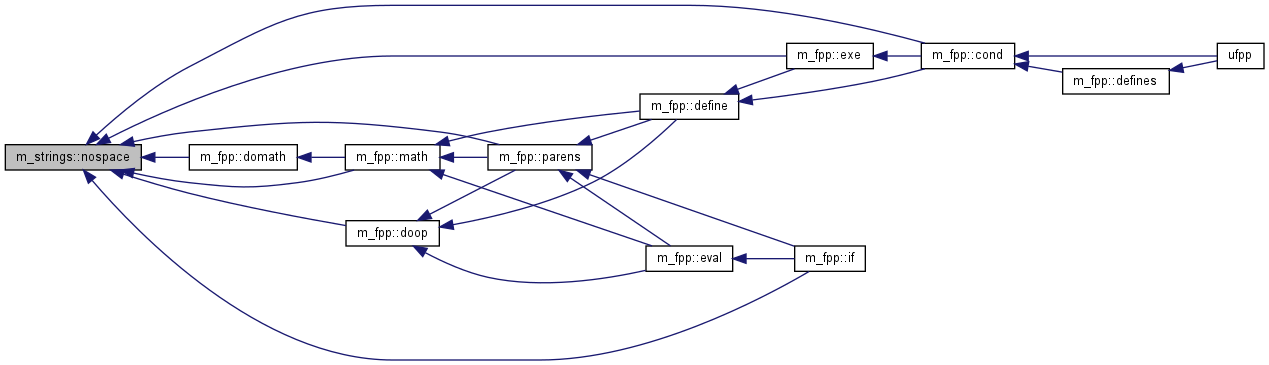 m_strings::nospace
m_fpp::domath
m_fpp::math
m_fpp::doop
m_fpp::parens
m_fpp::define
m_fpp::eval
m_fpp::exe
m_fpp::if
m_fpp::cond
m_fpp::defines
ufpp